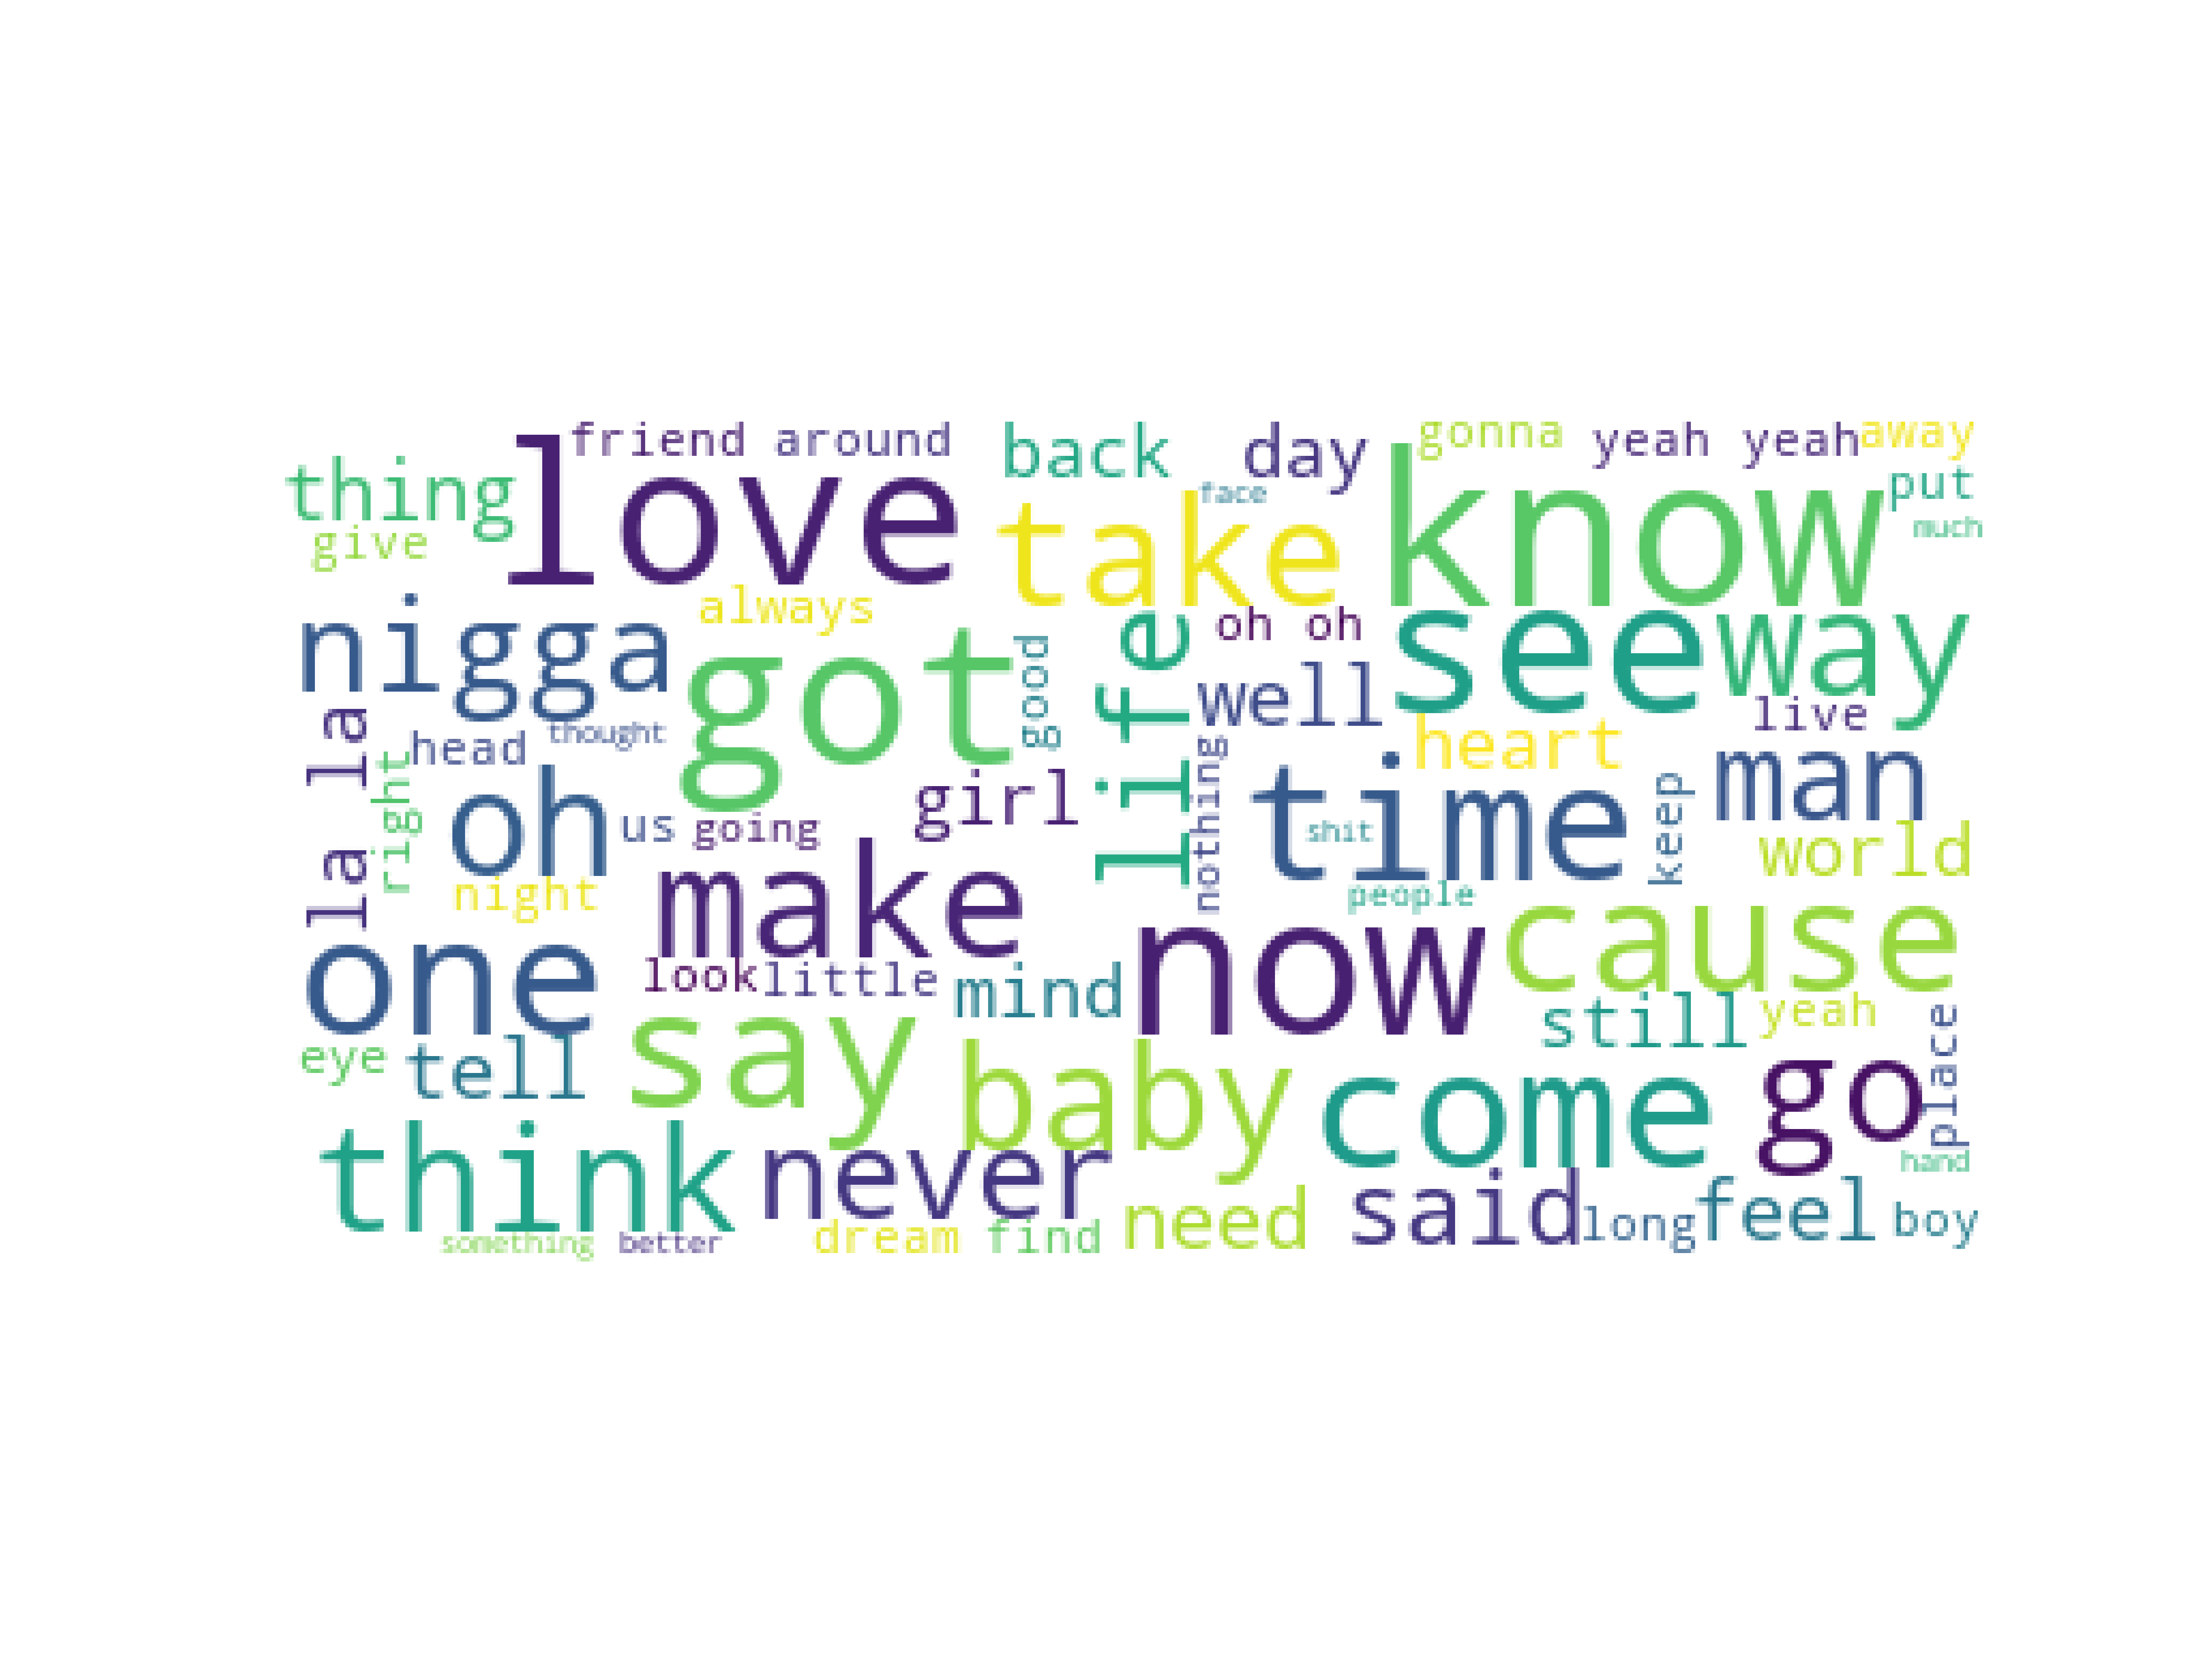 friend around back day gonna yeah yeah away
thing love take face know put
give much
always life oh oh see way
nigga got good well live
la la head thought heart
right oh us going girl nothing time shit keep man
night make people world
one look little mind now cause
still yeah
eye tell say baby come go place
think never hand
something better dream find need said long feel boy